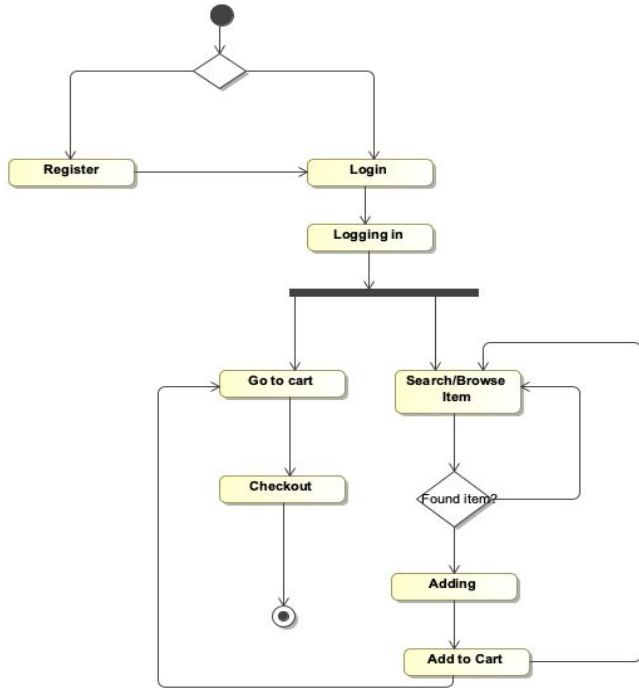 Register
Login
Logging in
Go to cart
Search/Browse
Item
Checkout
Found item?
Adding
Add to Cart